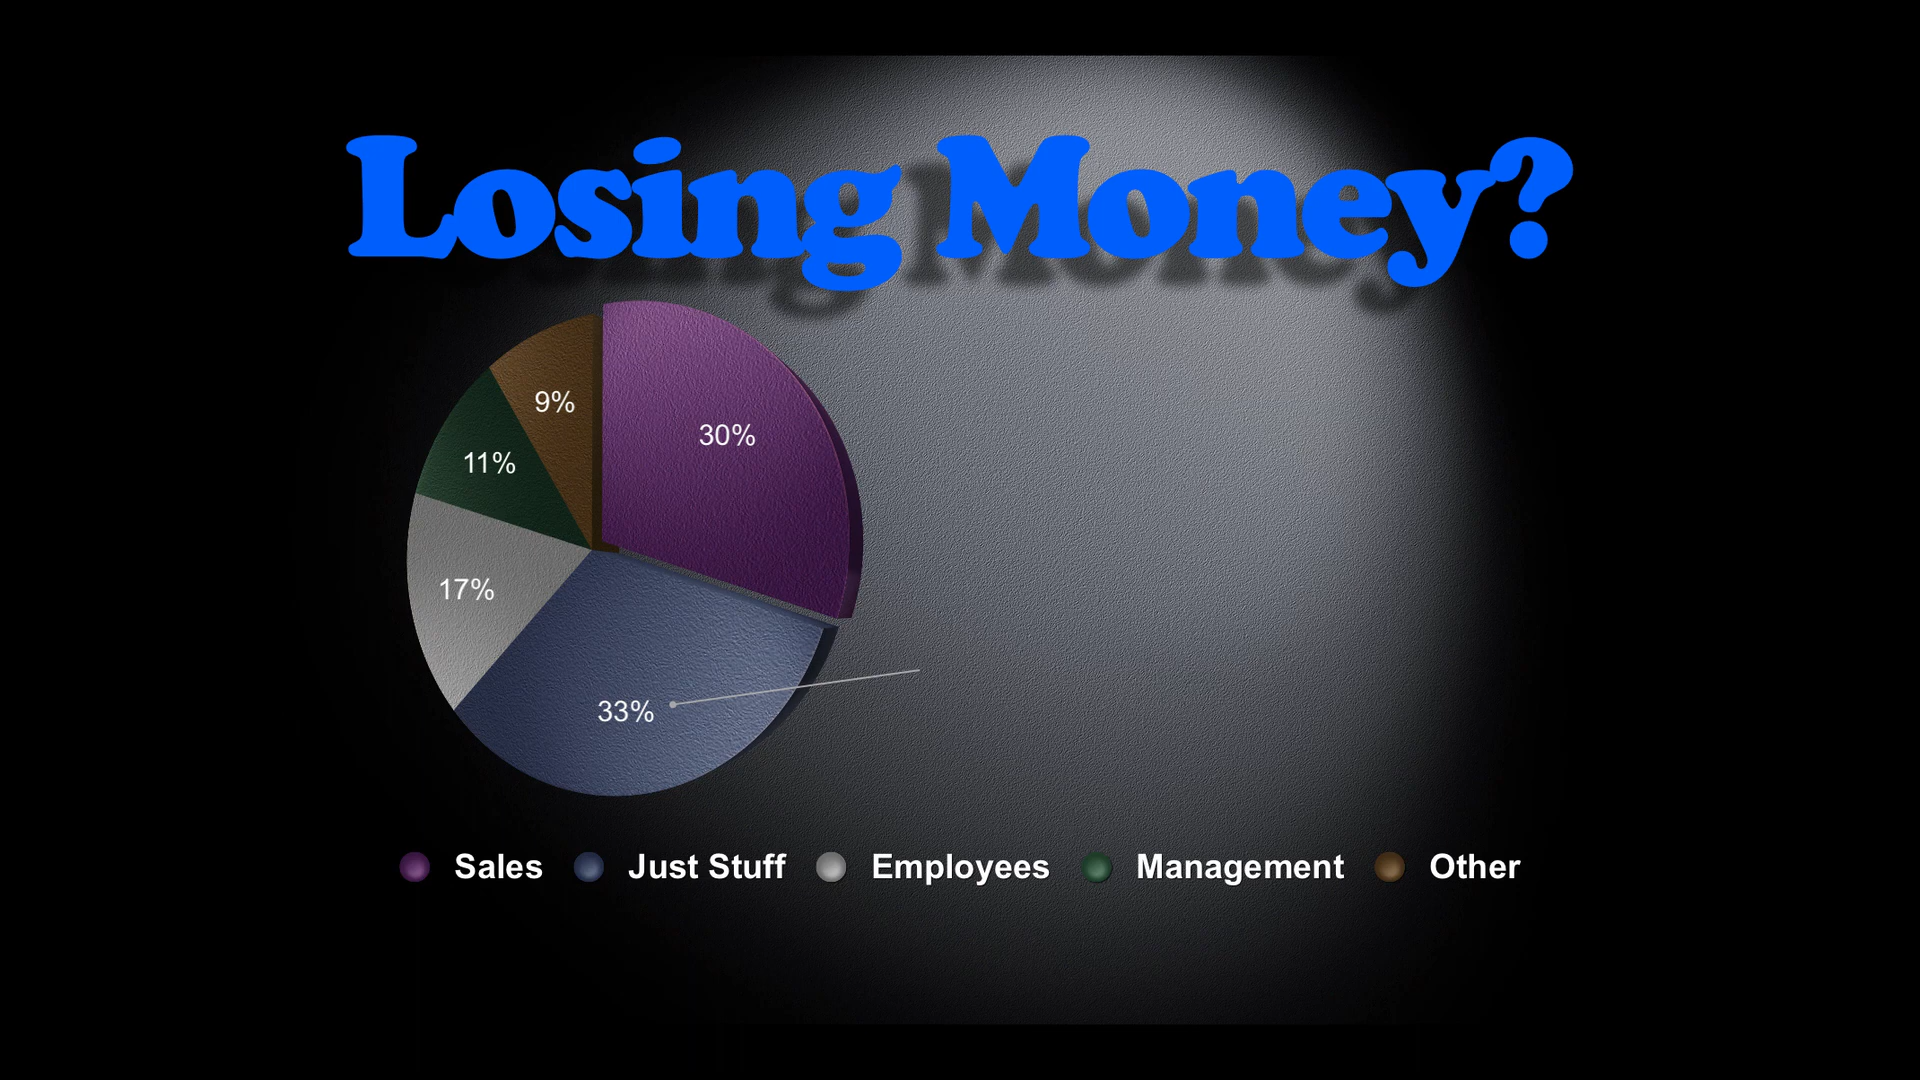 Losing Money?
9%
30%
11%
17%
33%
Sales Just Stuff Employees Management Other